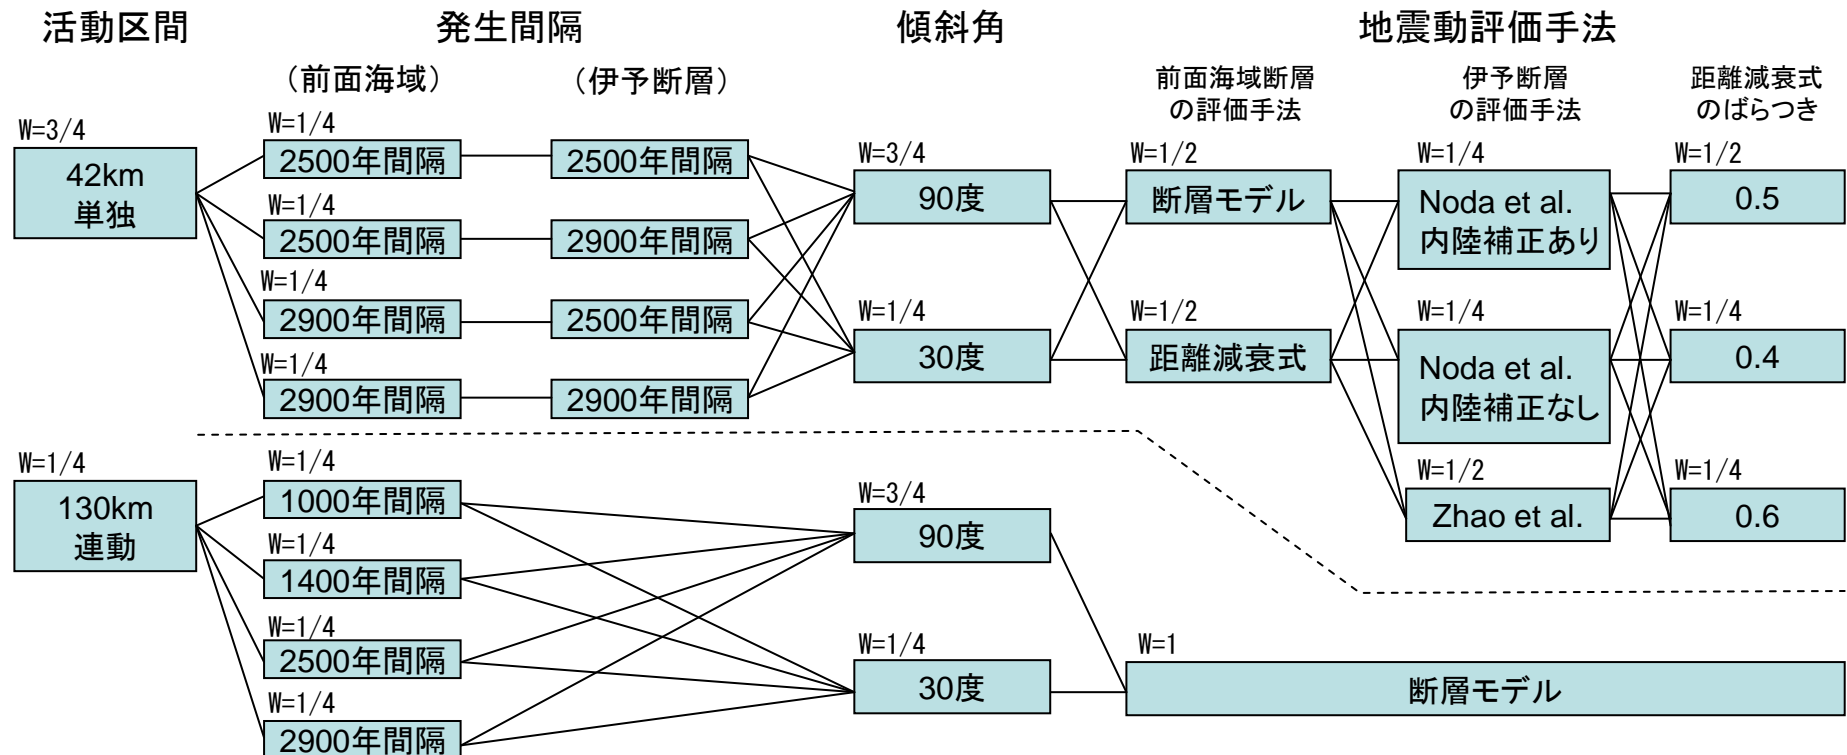 活動区間
発生間隔
傾斜角
地震動評価手法
（前面海域）
（伊予断層）
前面海域断層
の評価手法
伊予断層
の評価手法
距離減衰式
のばらつき
W=3/4
42km
単独
W=1/4
2500年間隔
2500年間隔
W=1/4
2500年間隔
2900年間隔
W=1/4
2900年間隔
2500年間隔
W=1/4
2900年間隔
2900年間隔
W=3/4
90度
W=1/4
30度
W=1/2
断層モデル
W=1/2
距離減衰式
W=1/4
Noda et al.
内陸補正あり
W=1/4
Noda et al.
内陸補正なし
W=1/2
Zhao et al.
W=1/2
0.5
W=1/4
0.4
W=1/4
0.6
W=1/4
130km
連動
W=1/4
1000年間隔
W=1/4
1400年間隔
W=1/4
2500年間隔
W=1/4
2900年間隔
W=3/4
90度
W=1/4
30度
W=1
断層モデル